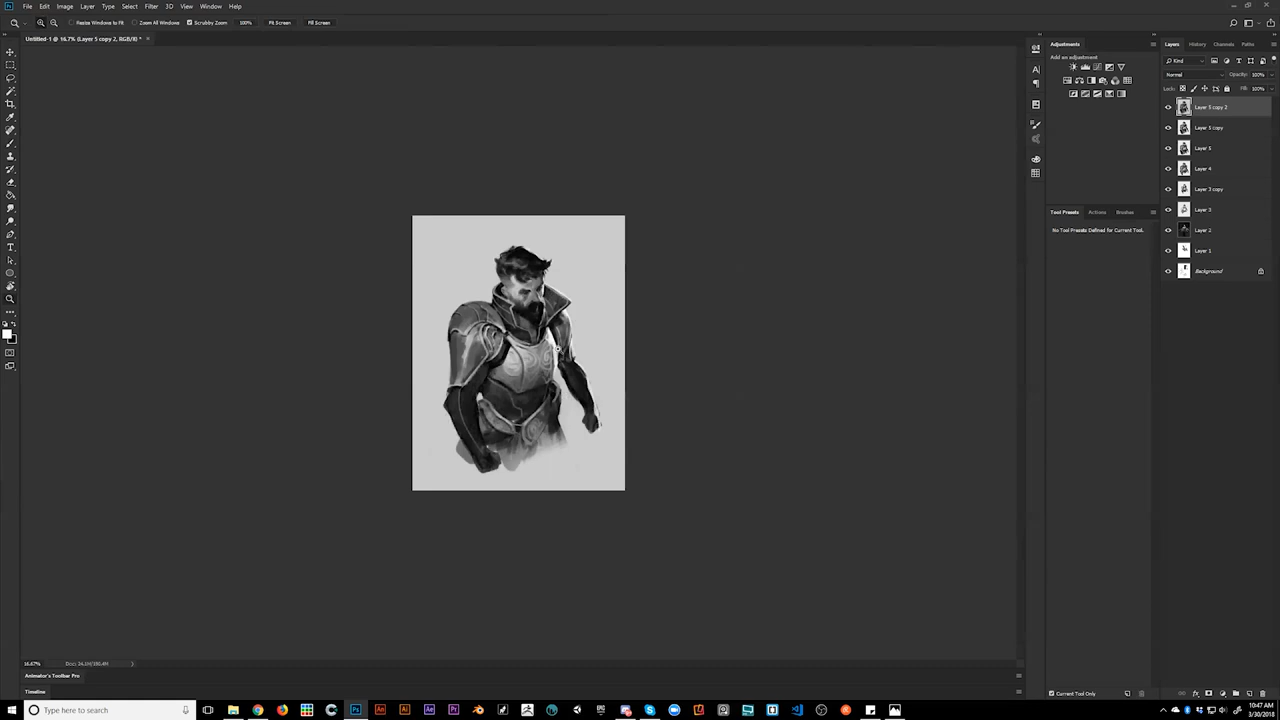 File Edit Image Layer Type Select Filter 3D View Window Help
Resize Windows to Fit Zoom All Windows Scrubby Zoom 100% Fit Screen Fill Screen
Untitled-1 @ 16.7% (Layer 5 copy 2, RGB/8) * ×
Adjustments
Add an adjustment
Tool Presets Actions Brushes
No Tool Presets Defined for Current Tool.
Current Tool Only
Layers History Channels Paths
Kind
Normal Opacity: 100%
Lock: Fill: 100%
Layer 5 copy 2
Layer 5 copy
Layer 5
Layer 4
Layer 3 copy
Layer 3
Layer 2
Layer 1
Background
16.67%
Animator's Toolbar Pro
Timeline
Type here to search
10:47 AM
3/30/2018